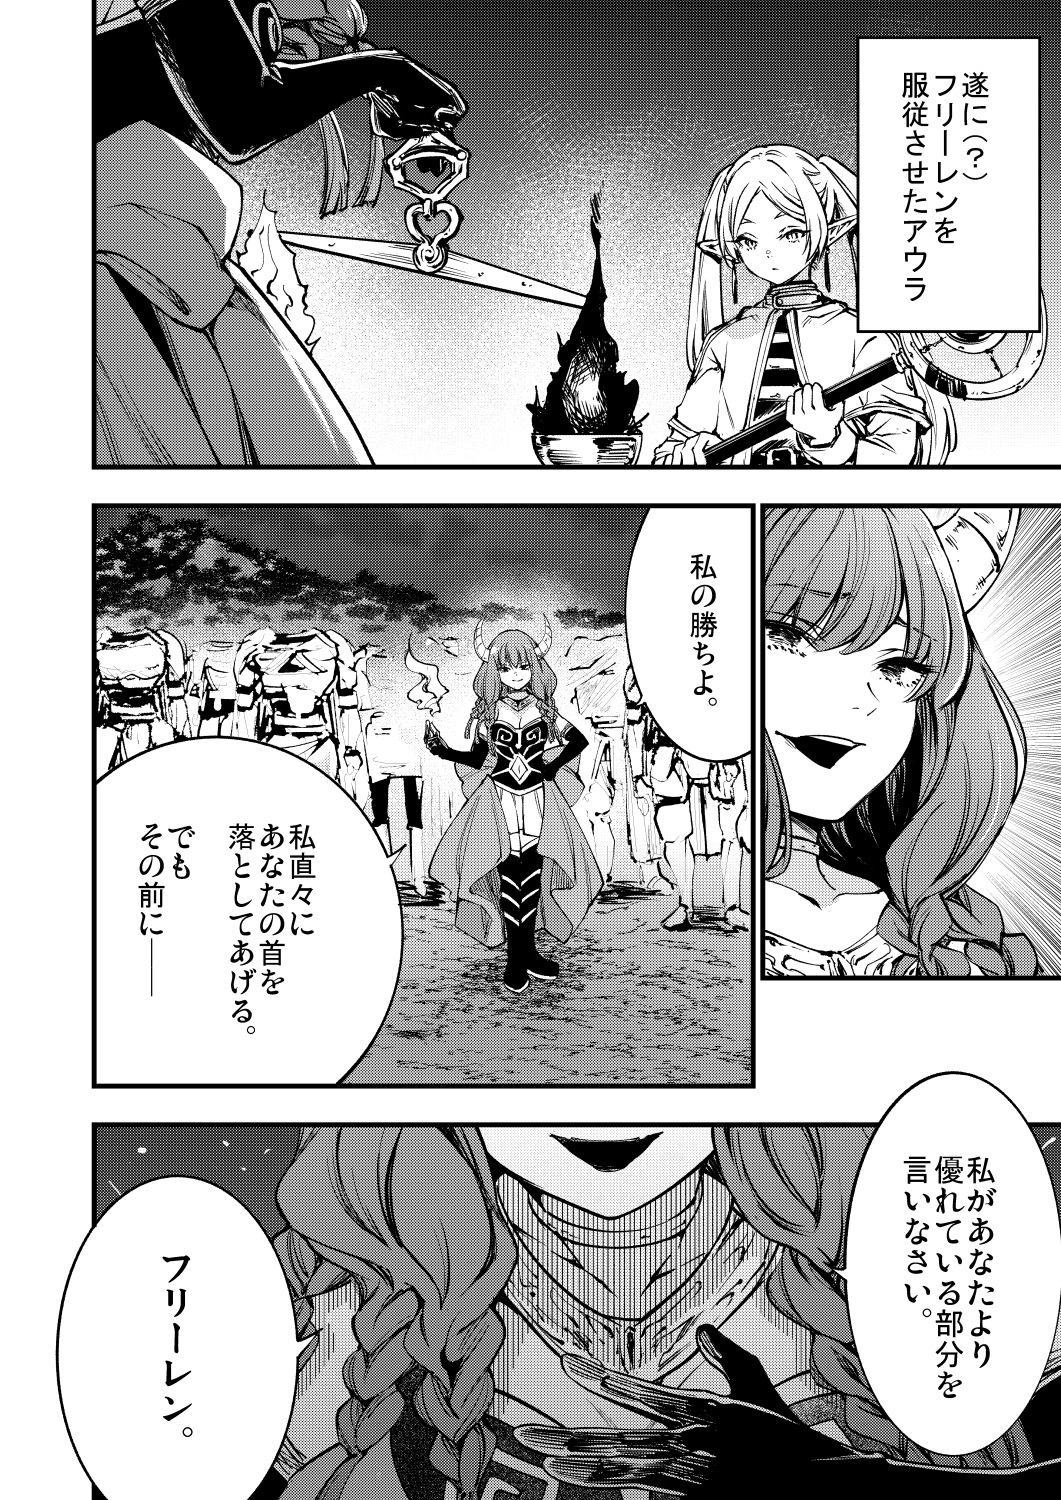 遂に（？）
フリーレンを
服従させたアウラ
私の勝ちよ。
私直々に
あなたの首を
落としてあげる。
でも
その前に――
私があなたより
優れている部分を
言いなさい。
フリーレン。